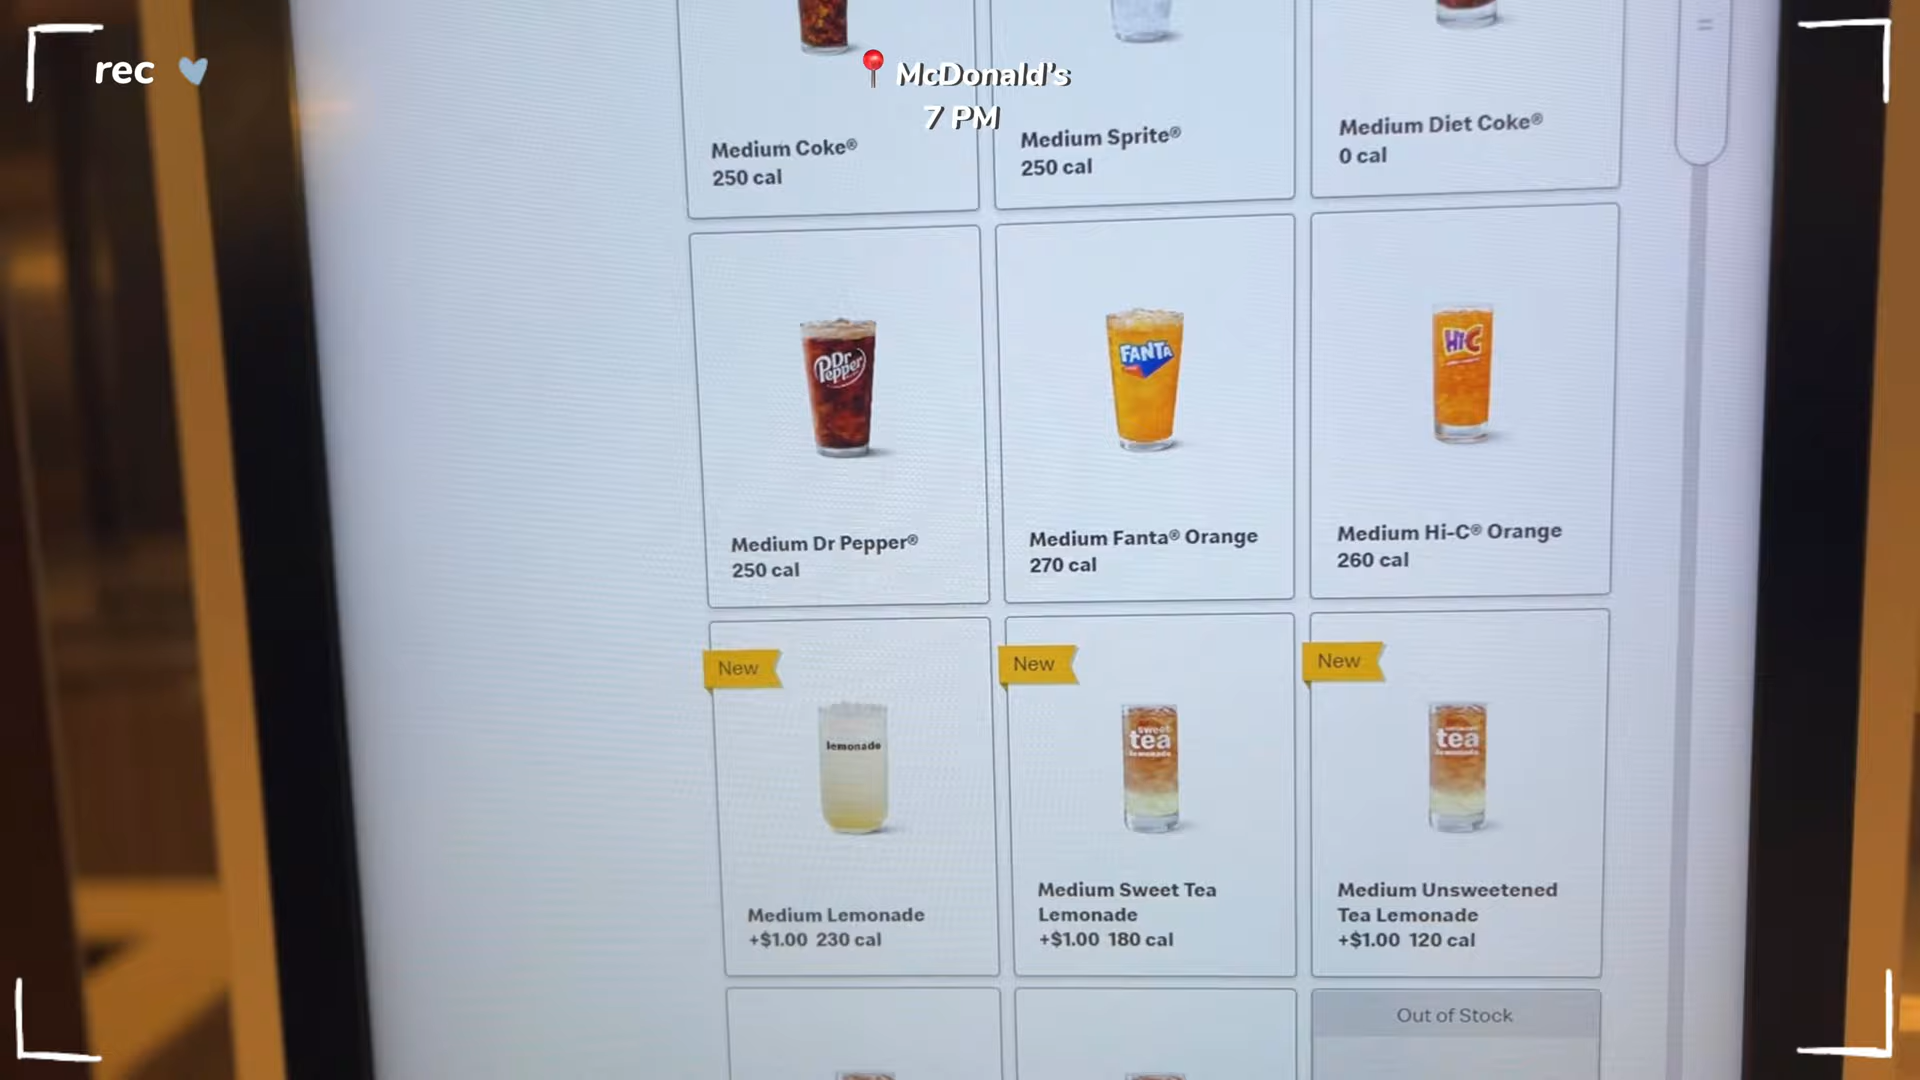 rec
📍 McDonald's
7 PM
Medium Coke®
250 cal
Medium Sprite®
250 cal
Medium Diet Coke®
0 cal
Dr
Pepper
FANTA
Hi-C
Medium Dr Pepper®
250 cal
Medium Fanta® Orange
270 cal
Medium Hi-C® Orange
260 cal
New
New
New
lemonade
sweet
tea
lemonade
tea
lemonade
Medium Lemonade
+$1.00 230 cal
Medium Sweet Tea
Lemonade
+$1.00 180 cal
Medium Unsweetened
Tea Lemonade
+$1.00 120 cal
Out of Stock